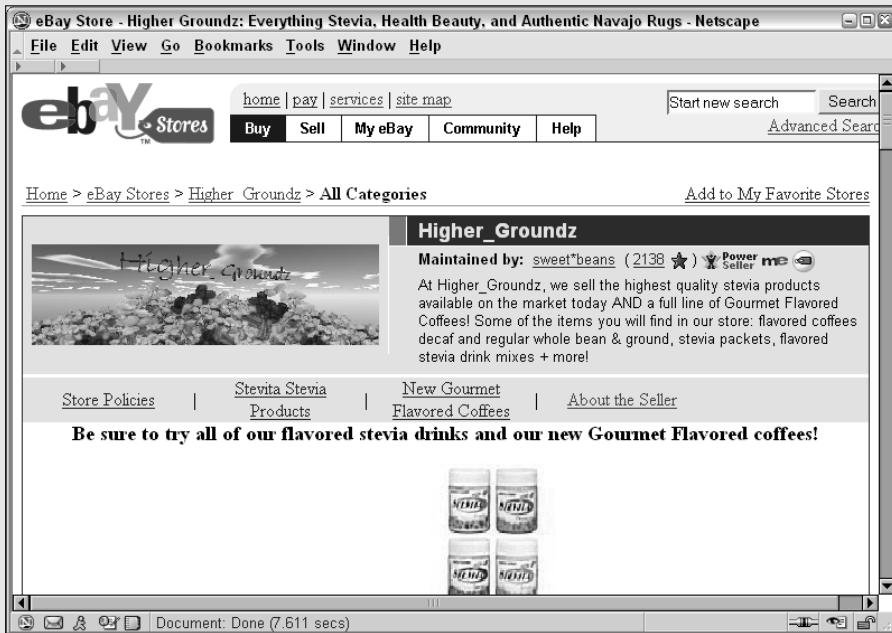 eBay Store - Higher Groundz: Everything Stevia, Health Beauty, and Authentic Navajo Rugs - Netscape
File Edit View Go Bookmarks Tools Window Help
ebaY Stores
TM
home | pay | services | site map
Start new search Search
Buy Sell My eBay Community Help
Advanced Searc
Home > eBay Stores > Higher_Groundz > All Categories
Add to My Favorite Stores
Higher Groundz
Higher_Groundz
Maintained by: sweet*beans ( 2138 ) Power Seller me
At Higher_Groundz, we sell the highest quality stevia products
available on the market today AND a full line of Gourmet Flavored
Coffees! Some of the items you will find in our store: flavored coffees
decaf and regular whole bean & ground, stevia packets, flavored
stevia drink mixes + more!
Store Policies | Stevita Stevia Products | New Gourmet Flavored Coffees | About the Seller
Be sure to try all of our flavored stevia drinks and our new Gourmet Flavored coffees!
Document: Done (7.611 secs)